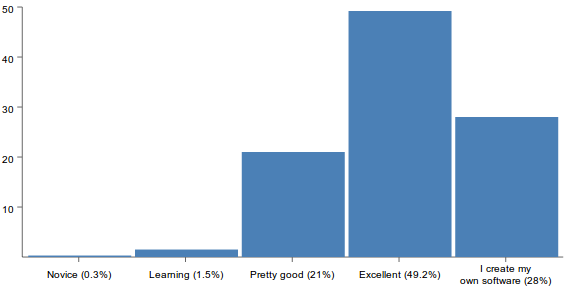 50
40
30
20
10
Novice (0.3%)
Learning (1.5%)
Pretty good (21%)
Excellent (49.2%)
I create my
own software (28%)